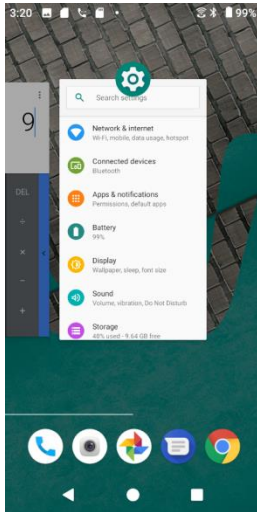 3:20
99%
9
DEL
÷
×
−
+
Search settings
Network & internet
Wi-Fi, mobile, data usage, hotspot
Connected devices
Bluetooth
Apps & notifications
Permissions, default apps
Battery
99%
Display
Wallpaper, sleep, font size
Sound
Volume, vibration, Do Not Disturb
Storage
48% used - 9.64 GB free